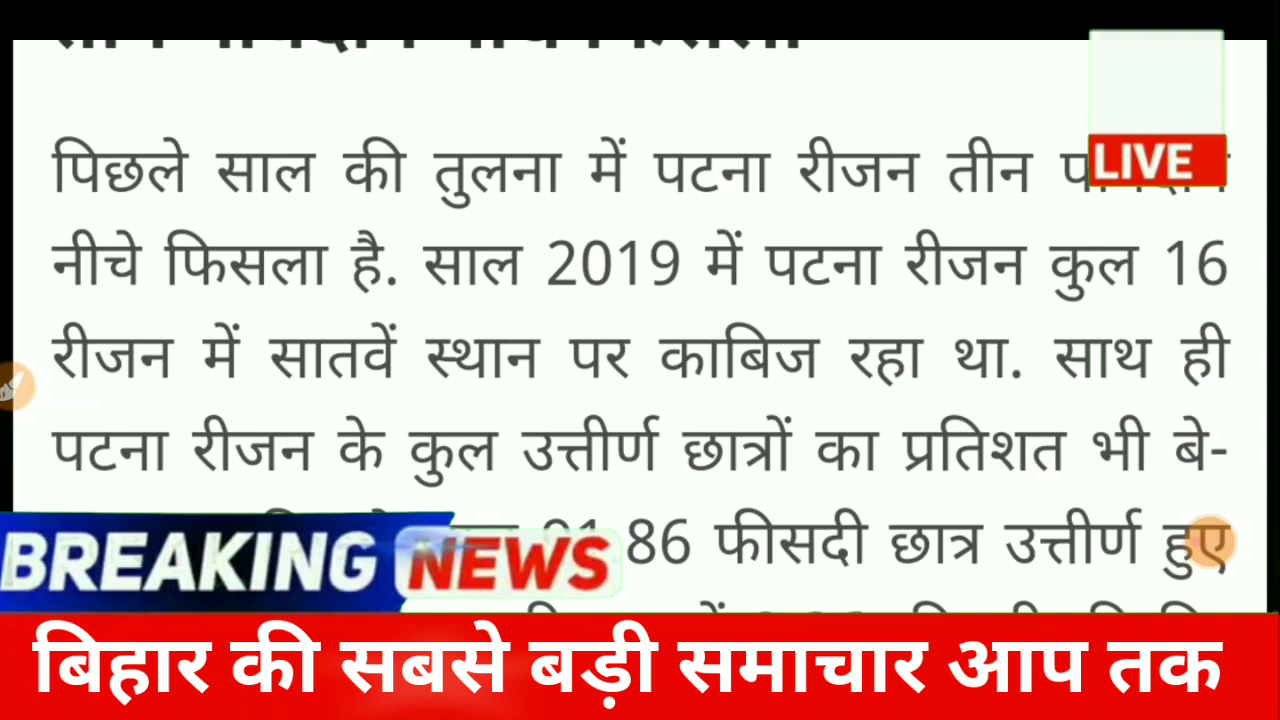 पिछले साल की तुलना में पटना रीजन तीन
LIVE
नीचे फिसला है. साल 2019 में पटना रीजन कुल 16
रीजन में सातवें स्थान पर काबिज रहा था. साथ ही
पटना रीजन के कुल उत्तीर्ण छात्रों का प्रतिशत भी बे-
.86 फीसदी छात्र उत्तीर्ण हुए
BREAKING NEWS
बिहार की सबसे बड़ी समाचार आप तक